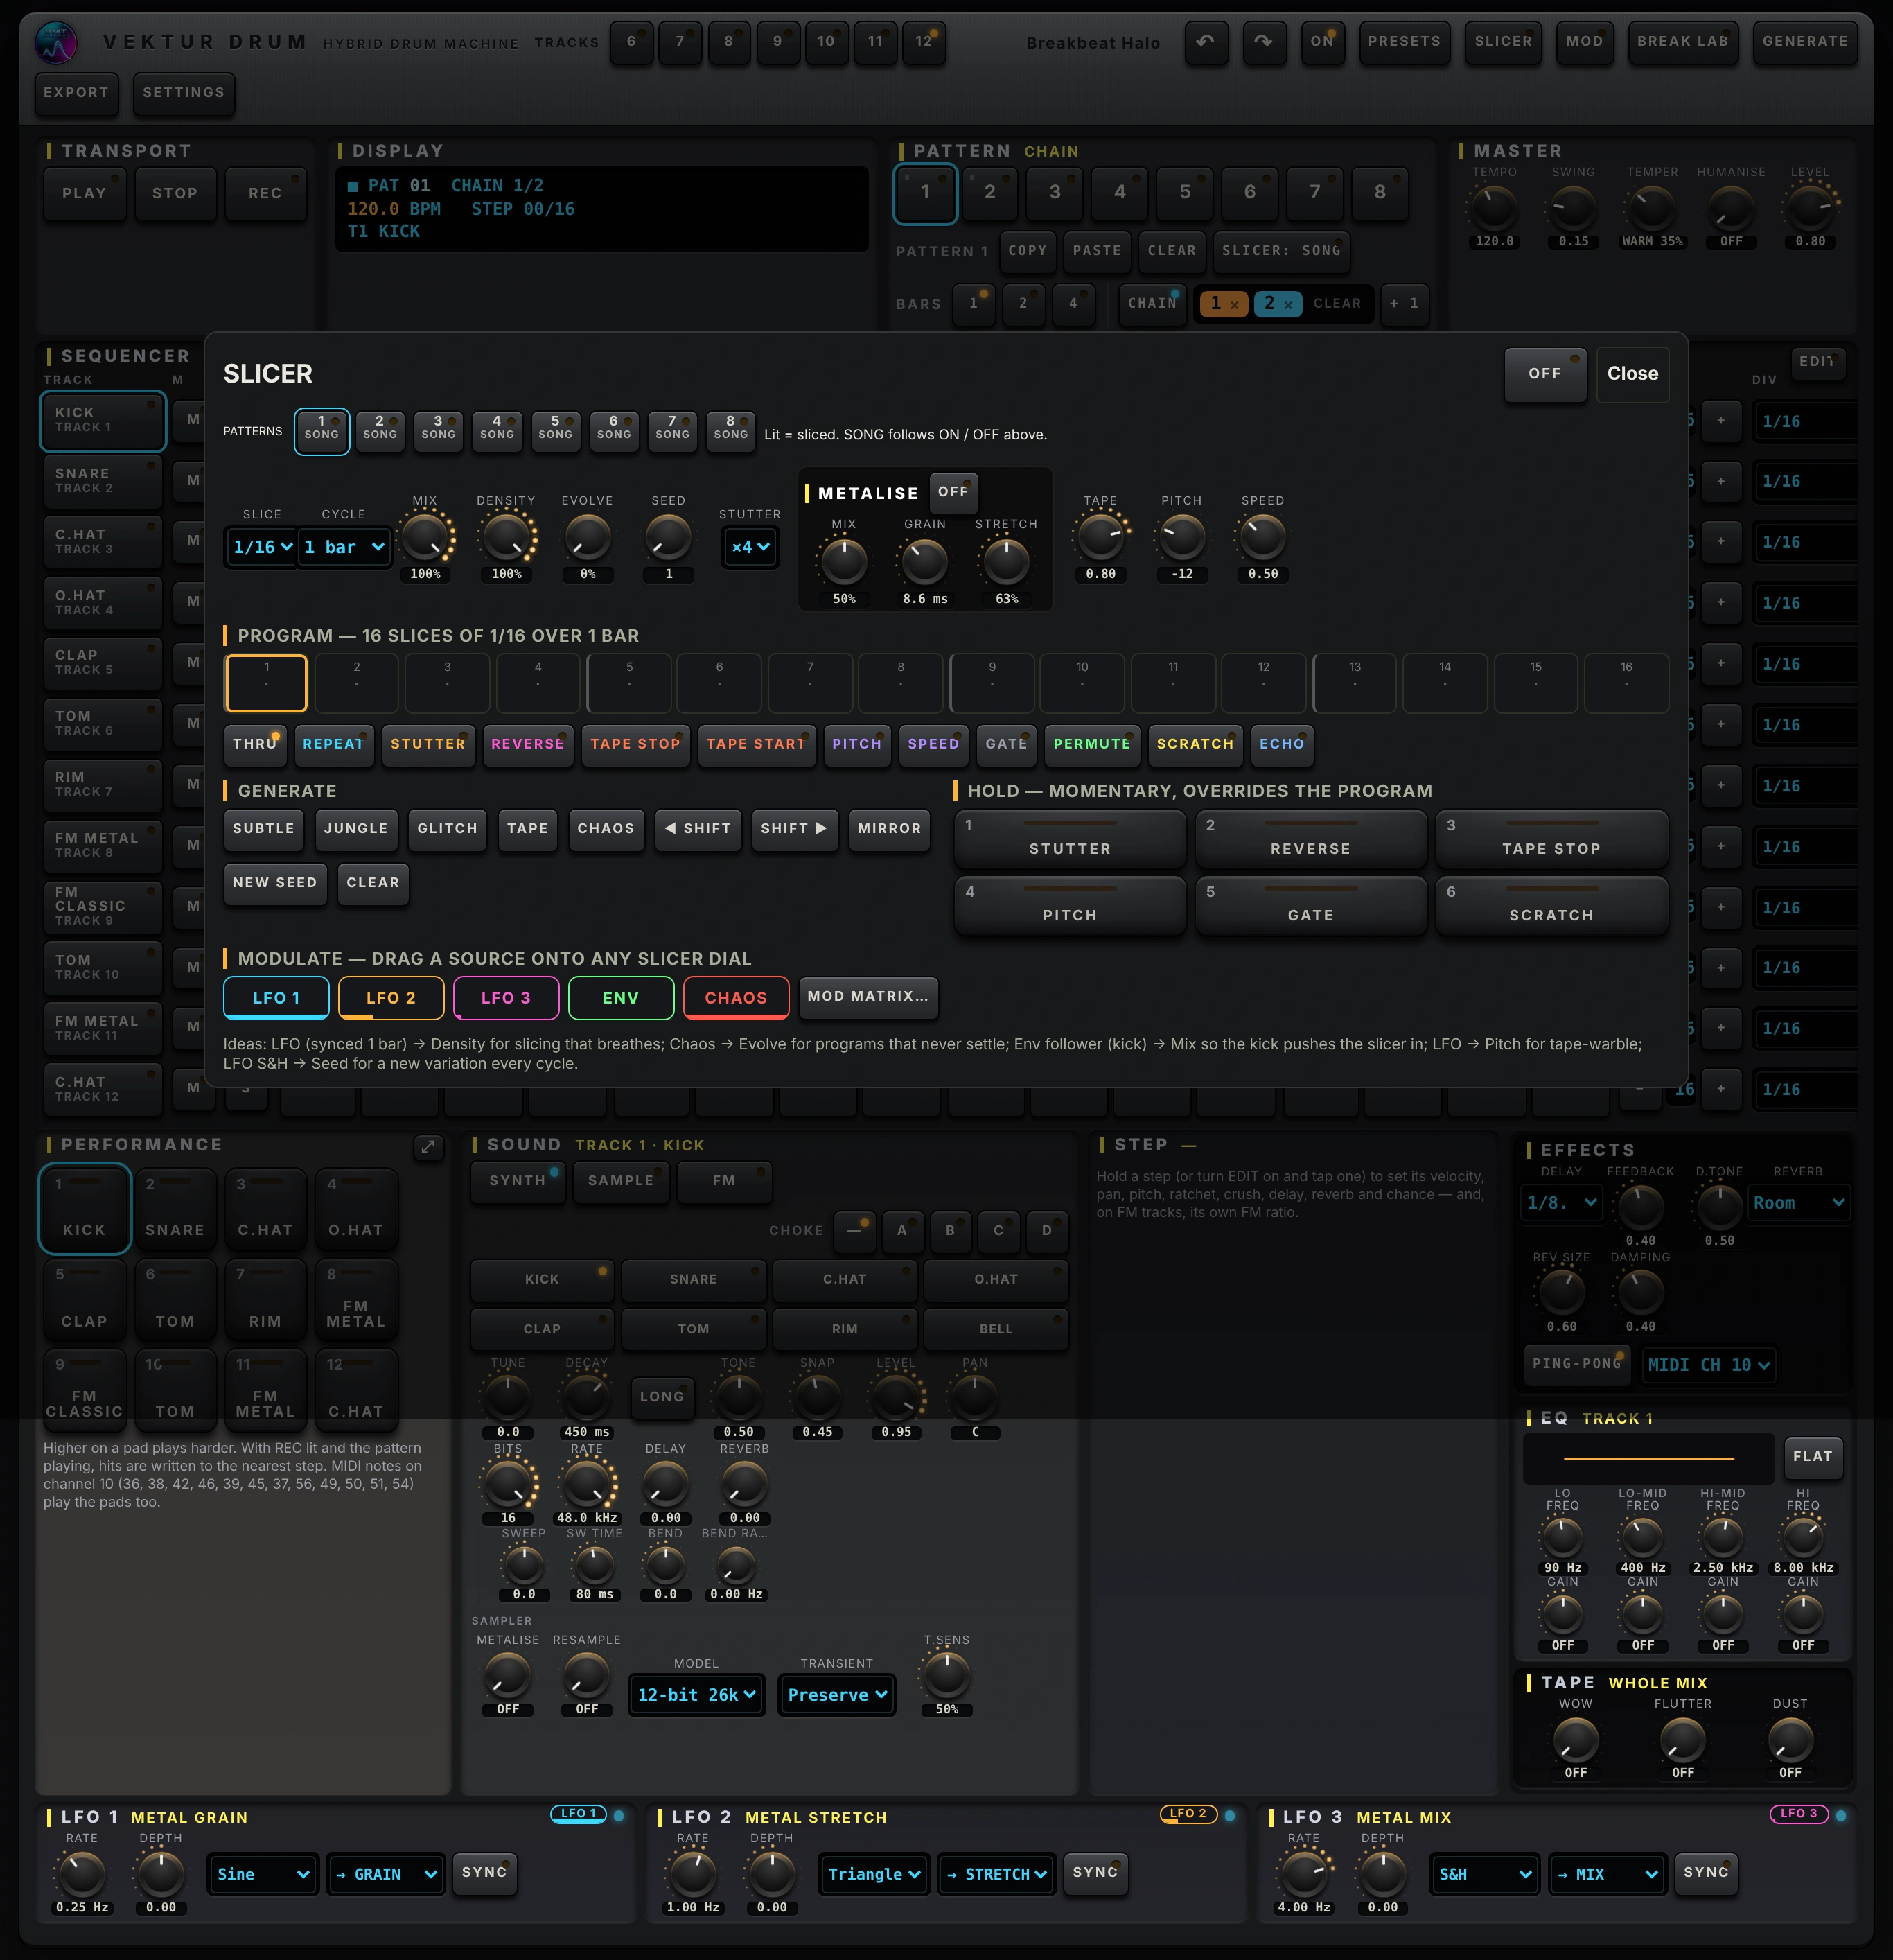 VEKTUR DRUM HYBRID DRUM MACHINE TRACKS 6 7 8 9 10 11 12 Breakbeat Halo ↶ ↷ ON PRESETS SLICER MOD BREAK LAB GENERATE
EXPORT SETTINGS
TRANSPORT
PLAY STOP REC
DISPLAY
■ PAT 01 CHAIN 1/2
120.0 BPM STEP 00/16
T1 KICK
PATTERN CHAIN
1 2 3 4 5 6 7 8
PATTERN 1 COPY PASTE CLEAR SLICER: SONG
BARS 1 2 4 CHAIN 1 × 2 × CLEAR + 1
MASTER
TEMPO SWING TEMPER HUMANISE LEVEL
120.0 0.15 WARM 35% OFF 0.80
SEQUENCER
EDIT
TRACK M DIV
KICK
TRACK 1
M + 1/16
SNARE
TRACK 2
M + 1/16
C.HAT
TRACK 3
M + 1/16
O.HAT
TRACK 4
M + 1/16
CLAP
TRACK 5
M + 1/16
TOM
TRACK 6
M + 1/16
RIM
TRACK 7
M + 1/16
FM METAL
TRACK 8
M + 1/16
FM
CLASSIC
TRACK 9
M + 1/16
TOM
TRACK 10
M + 1/16
FM METAL
TRACK 11
M + 1/16
C.HAT
TRACK 12
M S − 16 + 1/16
SLICER
OFF Close
PATTERNS
1 SONG
2 SONG
3 SONG
4 SONG
5 SONG
6 SONG
7 SONG
8 SONG
Lit = sliced. SONG follows ON / OFF above.
SLICE CYCLE MIX DENSITY EVOLVE SEED STUTTER
1/16 1 bar 100% 100% 0% 1 ×4
METALISE OFF
MIX GRAIN STRETCH
50% 8.6 ms 63%
TAPE PITCH SPEED
0.80 -12 0.50
PROGRAM — 16 SLICES OF 1/16 OVER 1 BAR
1 2 3 4 5 6 7 8 9 10 11 12 13 14 15 16
THRU REPEAT STUTTER REVERSE TAPE STOP TAPE START PITCH SPEED GATE PERMUTE SCRATCH ECHO
GENERATE
SUBTLE JUNGLE GLITCH TAPE CHAOS ◀ SHIFT SHIFT ▶ MIRROR
NEW SEED CLEAR
HOLD — MOMENTARY, OVERRIDES THE PROGRAM
1 STUTTER
2 REVERSE
3 TAPE STOP
4 PITCH
5 GATE
6 SCRATCH
MODULATE — DRAG A SOURCE ONTO ANY SLICER DIAL
LFO 1 LFO 2 LFO 3 ENV CHAOS MOD MATRIX…
Ideas: LFO (synced 1 bar) → Density for slicing that breathes; Chaos → Evolve for programs that never settle; Env follower (kick) → Mix so the kick pushes the slicer in; LFO → Pitch for tape-warble;
LFO S&H → Seed for a new variation every cycle.
PERFORMANCE
1 KICK
2 SNARE
3 C.HAT
4 O.HAT
5 CLAP
6 TOM
7 RIM
8 FM METAL
9 FM CLASSIC
10 TOM
11 FM METAL
12 C.HAT
Higher on a pad plays harder. With REC lit and the pattern
playing, hits are written to the nearest step. MIDI notes on
channel 10 (36, 38, 42, 46, 39, 45, 37, 56, 49, 50, 51, 54)
play the pads too.
SOUND TRACK 1 · KICK
SYNTH SAMPLE FM
CHOKE — A B C D
KICK SNARE C.HAT O.HAT
CLAP TOM RIM BELL
TUNE DECAY TONE SNAP LEVEL PAN
LONG
0.0 450 ms 0.50 0.45 0.95 C
BITS RATE DELAY REVERB
16 48.0 kHz 0.00 0.00
SWEEP SW TIME BEND BEND RA…
0.0 80 ms 0.0 0.00 Hz
SAMPLER
METALISE RESAMPLE MODEL TRANSIENT T.SENS
12-bit 26k Preserve
OFF OFF 50%
STEP —
Hold a step (or turn EDIT on and tap one) to set its velocity,
pan, pitch, ratchet, crush, delay, reverb and chance — and,
on FM tracks, its own FM ratio.
EFFECTS
DELAY FEEDBACK D.TONE REVERB
1/8. 0.40 0.50 Room
REV SIZE DAMPING
0.60 0.40
PING-PONG MIDI CH 10
EQ TRACK 1
FLAT
LO FREQ LO-MID FREQ HI-MID FREQ HI FREQ
90 Hz 400 Hz 2.50 kHz 8.00 kHz
GAIN GAIN GAIN GAIN
OFF OFF OFF OFF
TAPE WHOLE MIX
WOW FLUTTER DUST
OFF OFF OFF
LFO 1 METAL GRAIN LFO 1
RATE DEPTH
Sine → GRAIN SYNC
0.25 Hz 0.00
LFO 2 METAL STRETCH LFO 2
RATE DEPTH
Triangle → STRETCH SYNC
1.00 Hz 0.00
LFO 3 METAL MIX LFO 3
RATE DEPTH
S&H → MIX SYNC
4.00 Hz 0.00